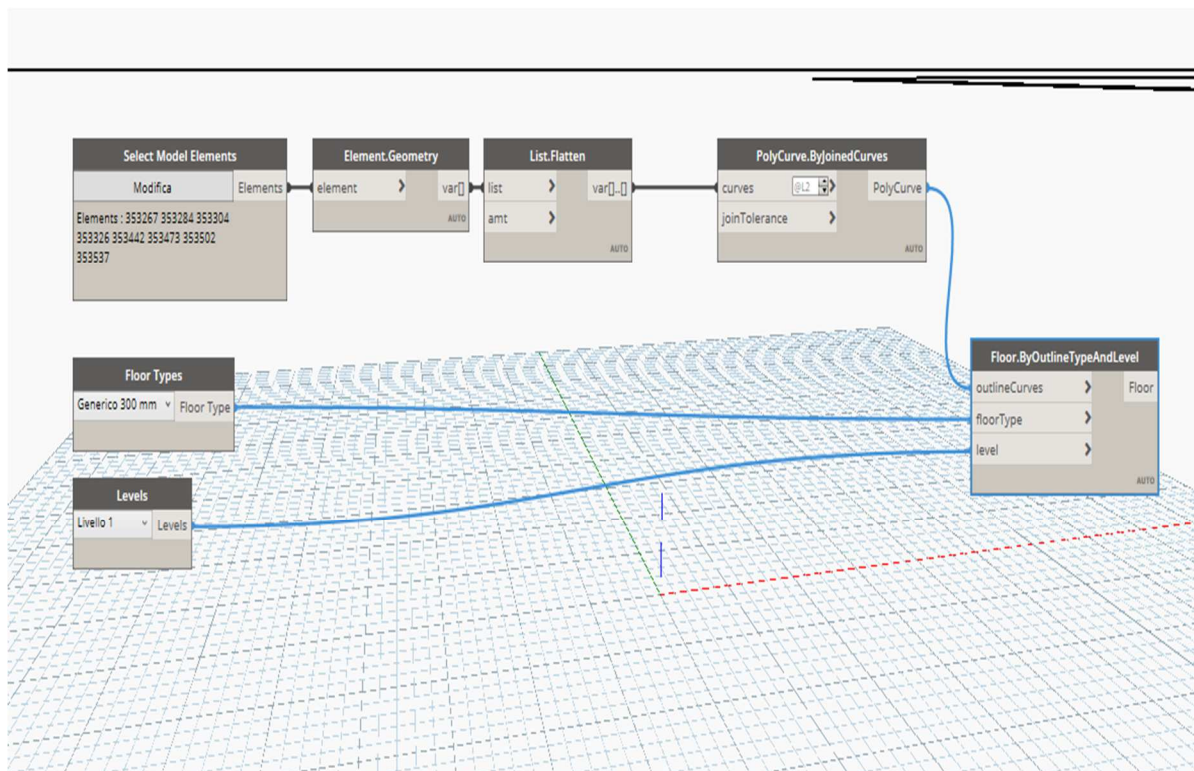 Select Model Elements
Modifica
Elements
Elements : 353267 353284 353304
353326 353442 353473 353502
353537
Element.Geometry
element
var[]
AUTO
List.Flatten
list
var[]..[]
amt
AUTO
PolyCurve.ByJoinedCurves
curves
@L2
PolyCurve
joinTolerance
AUTO
Floor Types
Generico 300 mm
Floor Type
Levels
Livello 1
Levels
Floor.ByOutlineTypeAndLevel
outlineCurves
Floor
floorType
level
AUTO